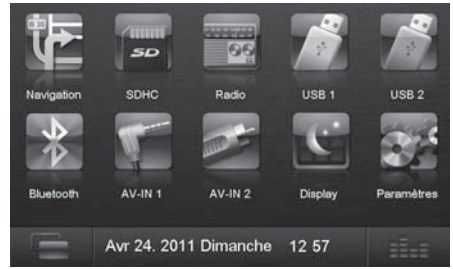 SD
Navigation SDHC Radio USB 1 USB 2
Bluetooth AV-IN 1 AV-IN 2 Display Paramètres
Avr 24. 2011 Dimanche 12 57